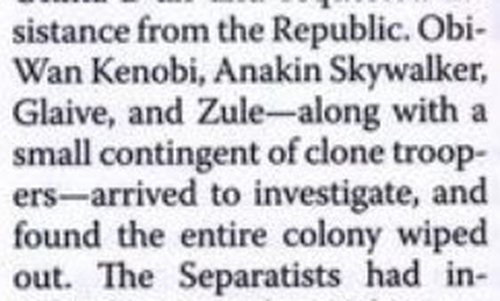 sistance from the Republic. Obi-
Wan Kenobi, Anakin Skywalker,
Glaive, and Zule—along with a
small contingent of clone troop-
ers—arrived to investigate, and
found the entire colony wiped
out. The Separatists had in-